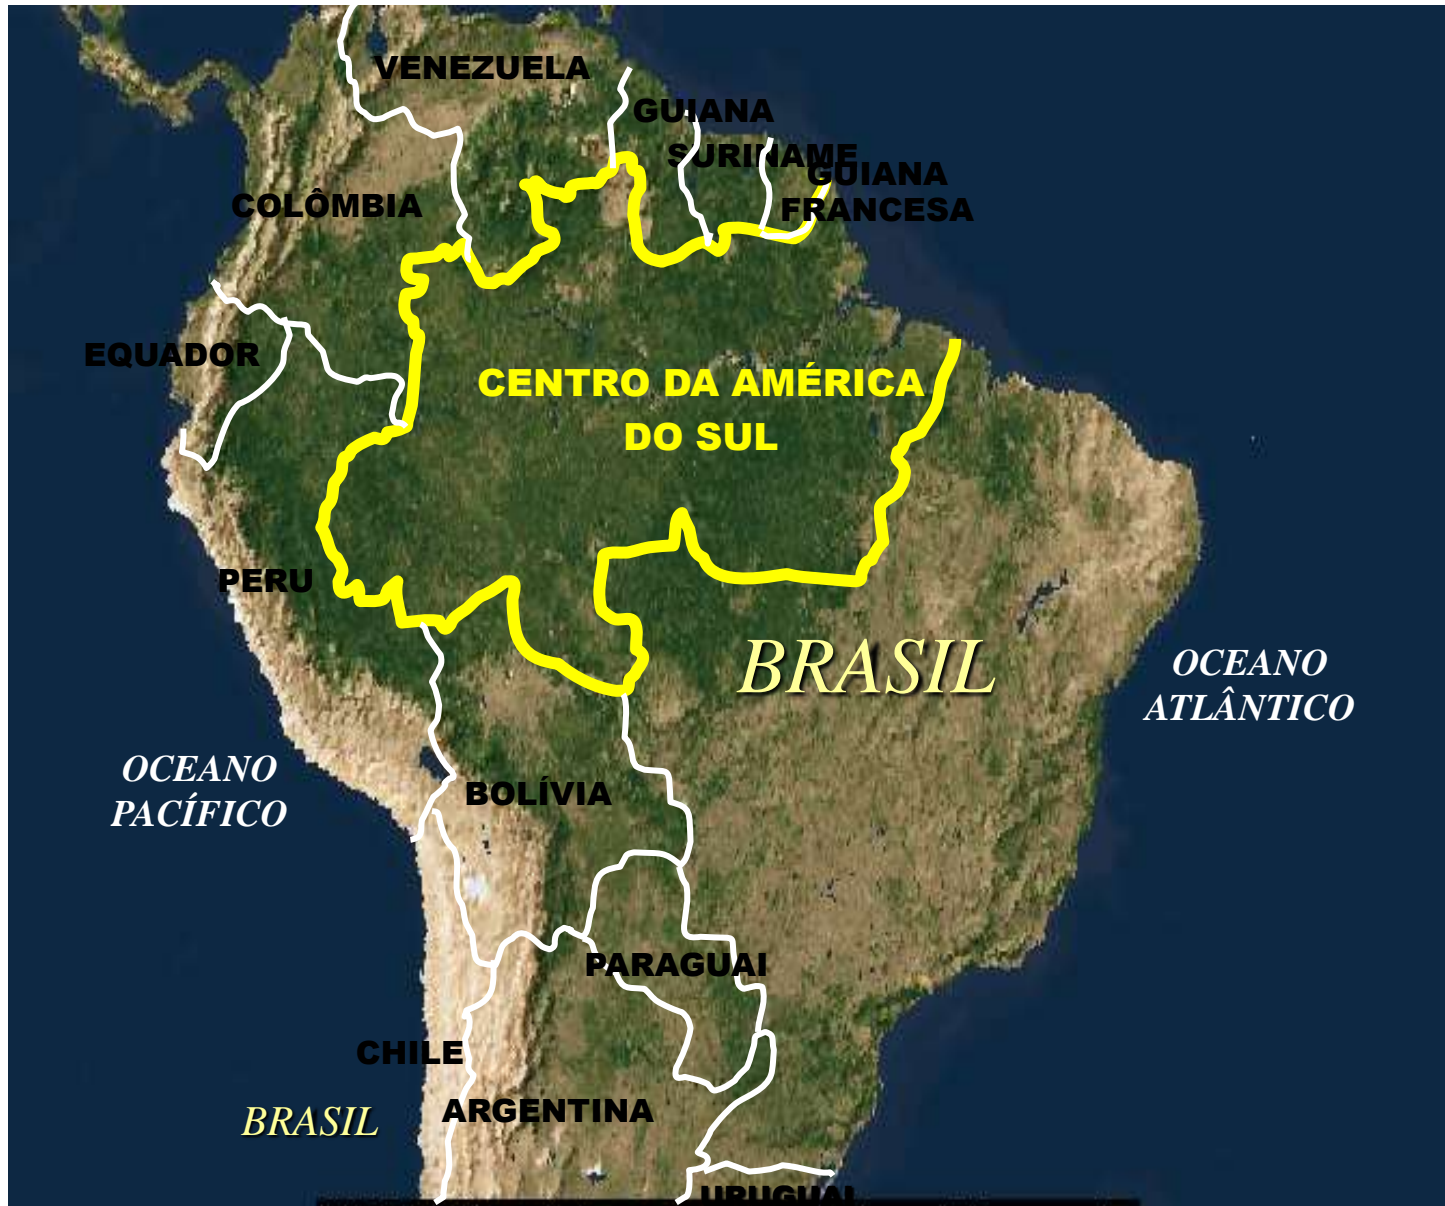 VENEZUELA
GUIANA
SURINAME
GUIANA
FRANCESA
COLÔMBIA
EQUADOR
CENTRO DA AMÉRICA
DO SUL
PERU
BRASIL
OCEANO
ATLÂNTICO
OCEANO
PACÍFICO
BOLÍVIA
PARAGUAI
CHILE
ARGENTINA
BRASIL
URUGUAI